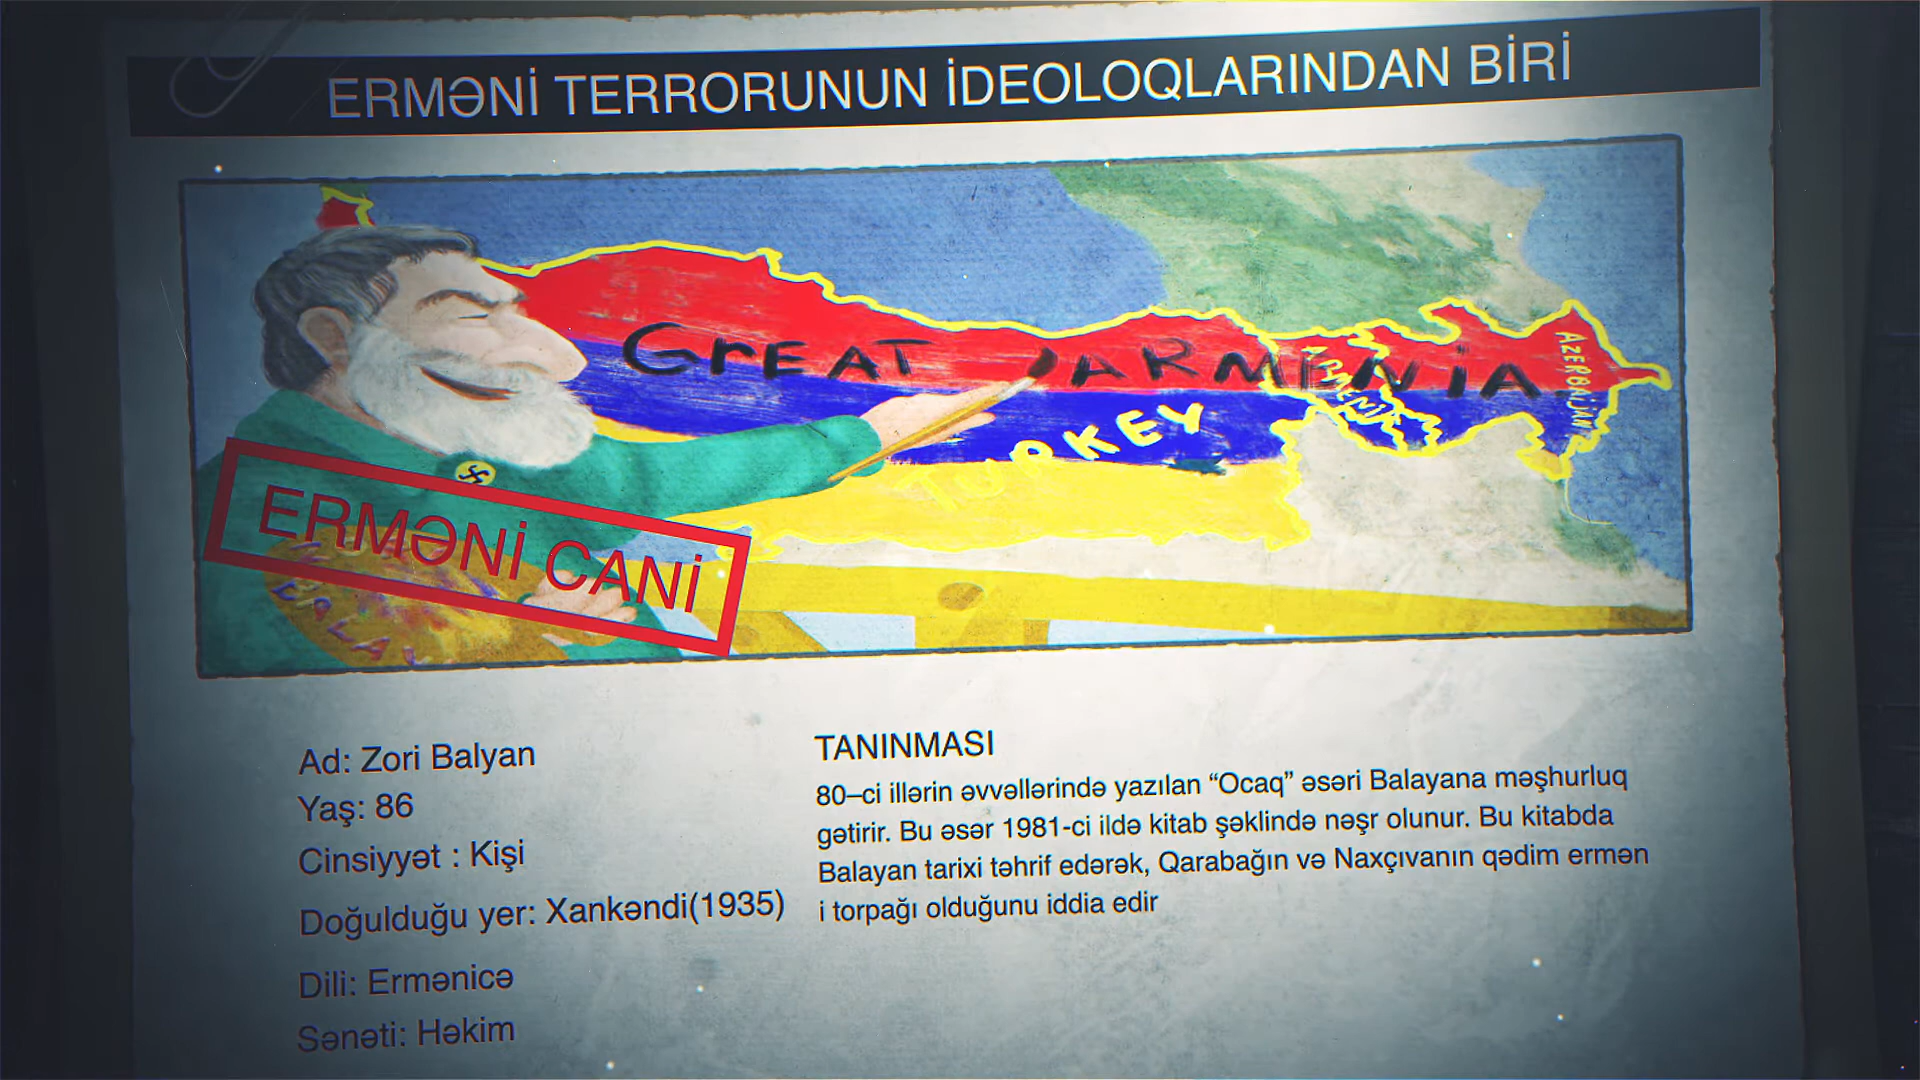 ERMƏNİ TERRORUNUN İDEOLOQLARINDAN BİRİ
GrEAT ARMENiA
AZERBIJAN
ARMENIA
TURKEY
ERMƏNİ CANİ
Ad: Zori Balyan
Yaş: 86
Cinsiyyət : Kişi
Doğulduğu yer: Xankəndi(1935)
Dili: Ermənicə
Sənəti: Həkim
TANINMASI
80–ci illərin əvvəllərində yazılan “Ocaq” əsəri Balayana məşhurluq
gətirir. Bu əsər 1981-ci ildə kitab şəklində nəşr olunur. Bu kitabda
Balayan tarixi təhrif edərək, Qarabağın və Naxçıvanın qədim ermən
i torpağı olduğunu iddia edir